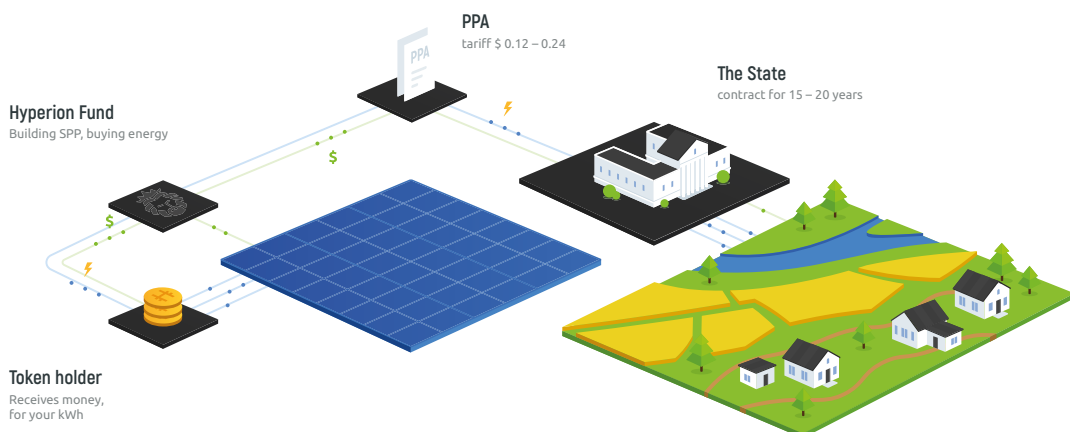 PPA
tariff $ 0.12 – 0.24
PPA
The State
contract for 15 – 20 years
Hyperion Fund
Building SPP, buying energy
$
$
Token holder
Receives money,
for your kWh